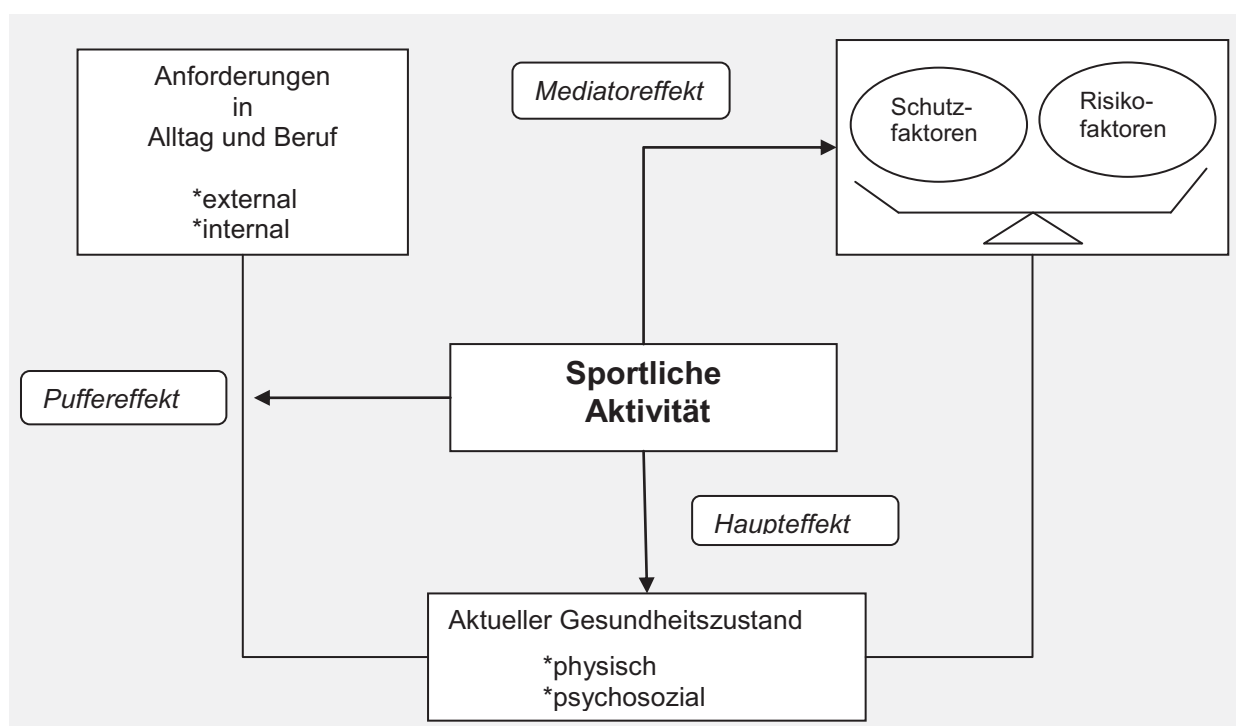 Anforderungen
in
Alltag und Beruf
*external
*internal
Mediatoreffekt
Schutz-
faktoren
Risiko-
faktoren
Sportliche
Aktivität
Puffereffekt
Haupteffekt
Aktueller Gesundheitszustand
*physisch
*psychosozial